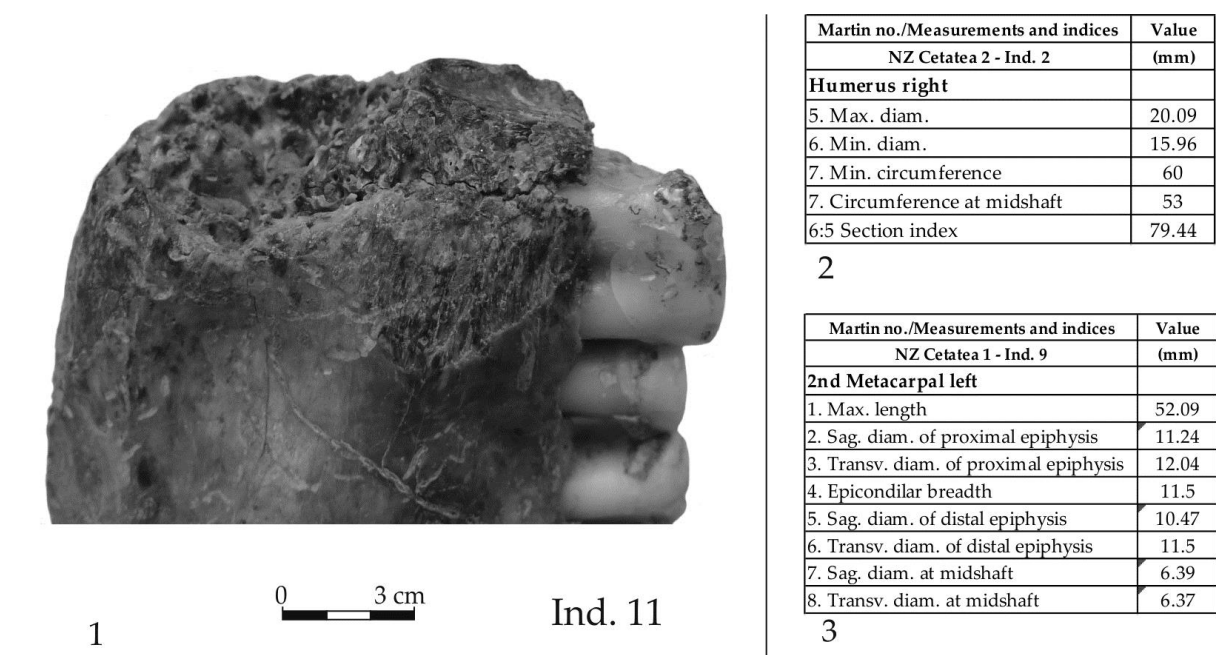 0 3 cm
Ind. 11
1
Martin no./Measurements and indices Value
NZ Cetatea 2 - Ind. 2 (mm)
Humerus right
5. Max. diam. 20.09
6. Min. diam. 15.96
7. Min. circumference 60
7. Circumference at midshaft 53
6:5 Section index 79.44
2
Martin no./Measurements and indices Value
NZ Cetatea 1 - Ind. 9 (mm)
2nd Metacarpal left
1. Max. length 52.09
2. Sag. diam. of proximal epiphysis 11.24
3. Transv. diam. of proximal epiphysis 12.04
4. Epicondilar breadth 11.5
5. Sag. diam. of distal epiphysis 10.47
6. Transv. diam. of distal epiphysis 11.5
7. Sag. diam. at midshaft 6.39
8. Transv. diam. at midshaft 6.37
3